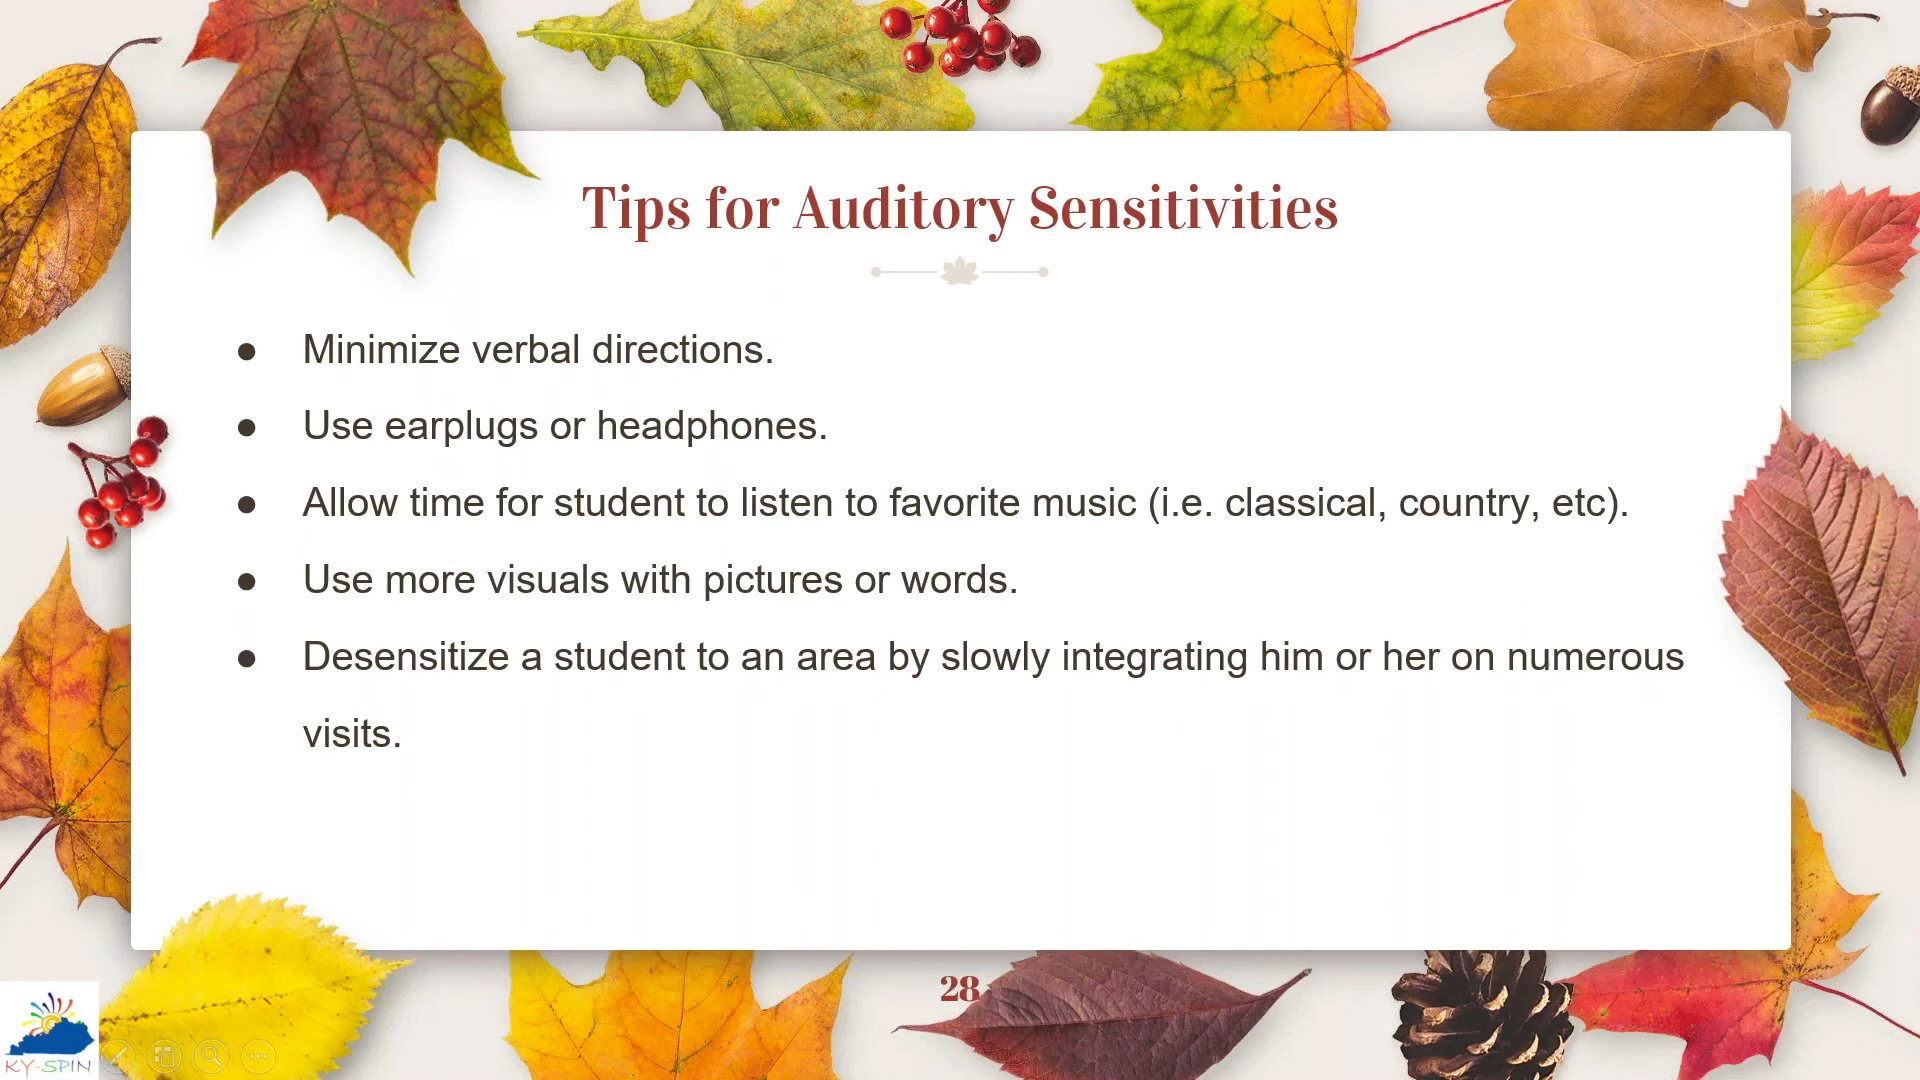 Tips for Auditory Sensitivities
● Minimize verbal directions.
● Use earplugs or headphones.
● Allow time for student to listen to favorite music (i.e. classical, country, etc).
● Use more visuals with pictures or words.
● Desensitize a student to an area by slowly integrating him or her on numerous
visits.
28
KY-SPIN